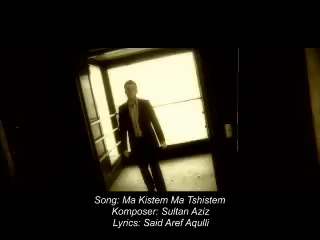 Song: Ma Kistem Ma Tshistem
Komposer: Sultan Aziz
Lyrics: Said Aref Aqulli